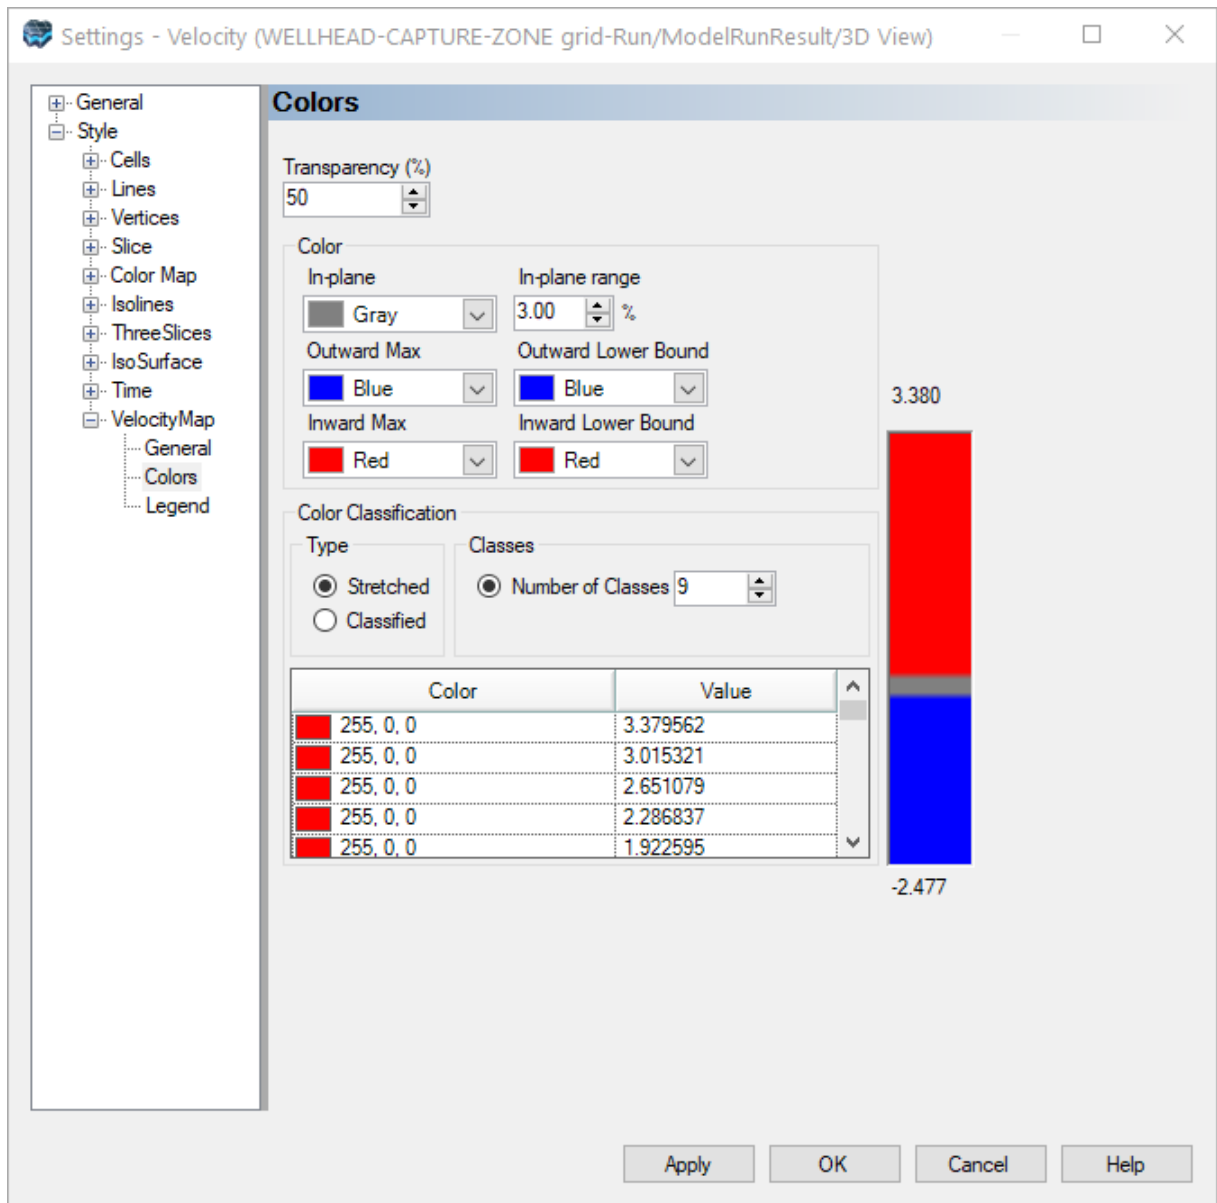 Settings - Velocity (WELLHEAD-CAPTURE-ZONE grid-Run/ModelRunResult/3D View)
General
Style
Cells
Lines
Vertices
Slice
Color Map
Isolines
ThreeSlices
IsoSurface
Time
VelocityMap
General
Colors
Legend
Colors
Transparency (%)
50
Color
In-plane In-plane range
Gray 3.00 %
Outward Max Outward Lower Bound
Blue Blue
Inward Max Inward Lower Bound
Red Red
Color Classification
Type Classes
Stretched Number of Classes 9
Classified
Color Value
255, 0, 0 3.379562
255, 0, 0 3.015321
255, 0, 0 2.651079
255, 0, 0 2.286837
255, 0, 0 1.922595
3.380
-2.477
Apply OK Cancel Help